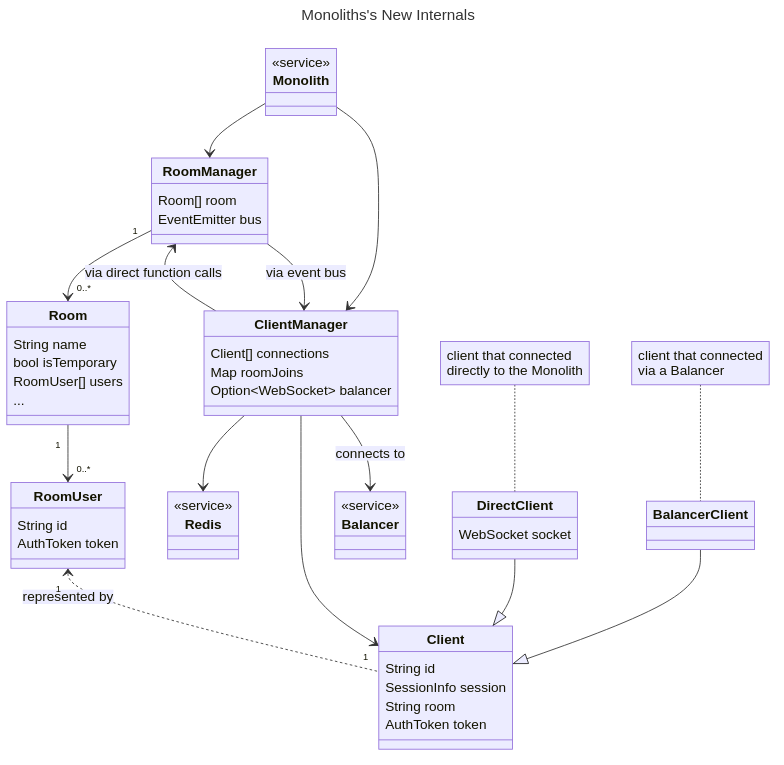 Monoliths's New Internals
«service»
Monolith
RoomManager
Room[] room
EventEmitter bus
1
via direct function calls
via event bus
0..*
Room
String name
bool isTemporary
RoomUser[] users
...
ClientManager
Client[] connections
Map roomJoins
Option<WebSocket> balancer
client that connected
directly to the Monolith
client that connected
via a Balancer
1
0..*
connects to
RoomUser
String id
AuthToken token
«service»
Redis
«service»
Balancer
DirectClient
WebSocket socket
BalancerClient
1
represented by
1
Client
String id
SessionInfo session
String room
AuthToken token